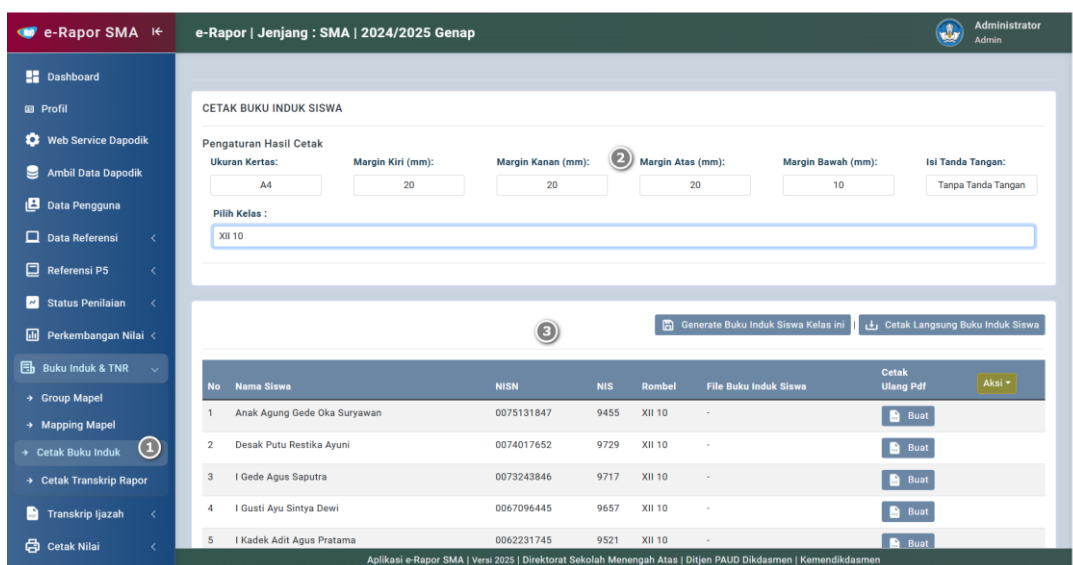 e-Rapor SMA
e-Rapor | Jenjang : SMA | 2024/2025 Genap
Administrator
Admin
Dashboard
Profil
Web Service Dapodik
Ambil Data Dapodik
Data Pengguna
Data Referensi
Referensi P5
Status Penilaian
Perkembangan Nilai
Buku Induk & TNR
Group Mapel
Mapping Mapel
Cetak Buku Induk 1
Cetak Transkrip Rapor
Transkrip Ijazah
Cetak Nilai
CETAK BUKU INDUK SISWA
Pengaturan Hasil Cetak
Ukuran Kertas: Margin Kiri (mm): Margin Kanan (mm): 2 Margin Atas (mm): Margin Bawah (mm): Isi Tanda Tangan:
A4 20 20 20 10 Tanpa Tanda Tangan
Pilih Kelas :
XII 10
3 Generate Buku Induk Siswa Kelas ini | Cetak Langsung Buku Induk Siswa
No Nama Siswa NISN NIS Rombel File Buku Induk Siswa Cetak Ulang Pdf Aksi
1 Anak Agung Gede Oka Suryawan 0075131847 9455 XII 10 - Buat
2 Desak Putu Restika Ayuni 0074017652 9729 XII 10 - Buat
3 I Gede Agus Saputra 0073243846 9717 XII 10 - Buat
4 I Gusti Ayu Sintya Dewi 0067096445 9657 XII 10 - Buat
5 I Kadek Adit Agus Pratama 0062231745 9521 XII 10 - Buat
Aplikasi e-Rapor SMA | Versi 2025 | Direktorat Sekolah Menengah Atas | Ditjen PAUD Dikdasmen | Kemendikdasmen